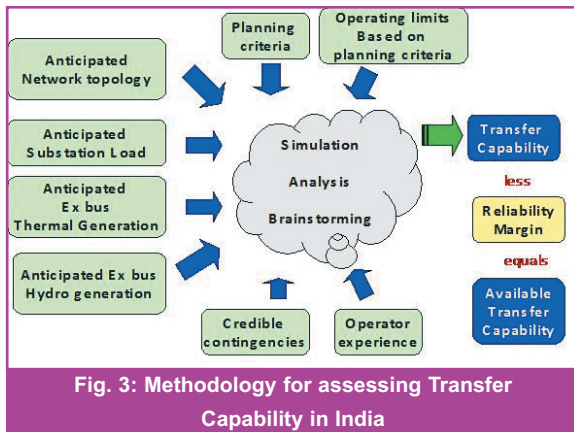 Planning
criteria
Operating limits
Based on
planning criteria
Anticipated
Network topology
Anticipated
Substation Load
Anticipated
Ex bus
Thermal Generation
Anticipated Ex bus
Hydro generation
Simulation
Analysis
Brainstorming
Credible
contingencies
Operator
experience
Transfer
Capability
less
Reliability
Margin
equals
Available
Transfer
Capability
Fig. 3: Methodology for assessing Transfer
Capability in India